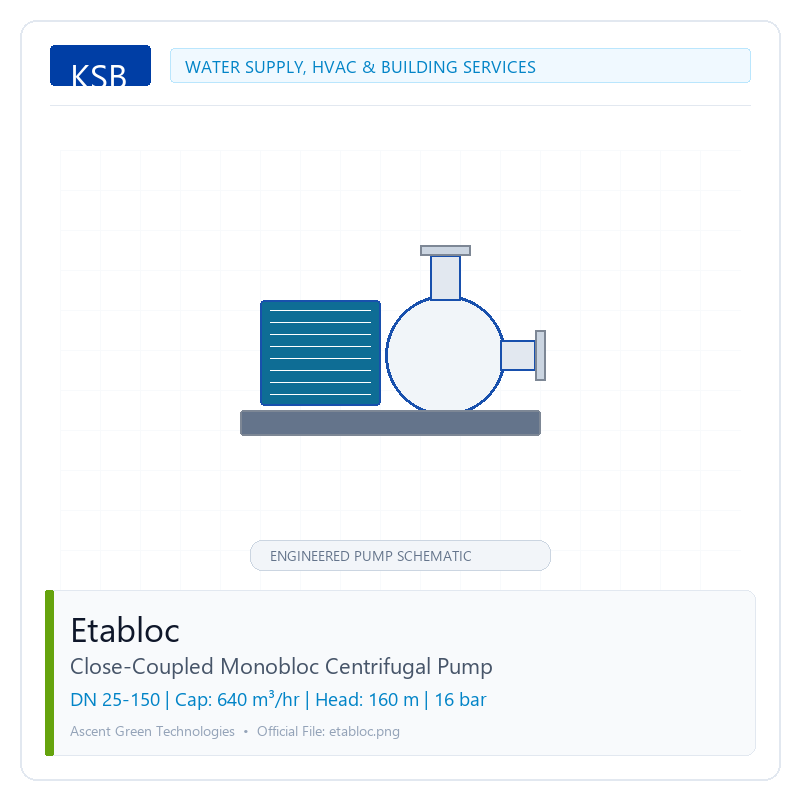 KSB
WATER SUPPLY, HVAC & BUILDING SERVICES
ENGINEERED PUMP SCHEMATIC
Etabloc
Close-Coupled Monobloc Centrifugal Pump
DN 25-150 | Cap: 640 m³/hr | Head: 160 m | 16 bar
Ascent Green Technologies • Official File: etabloc.png